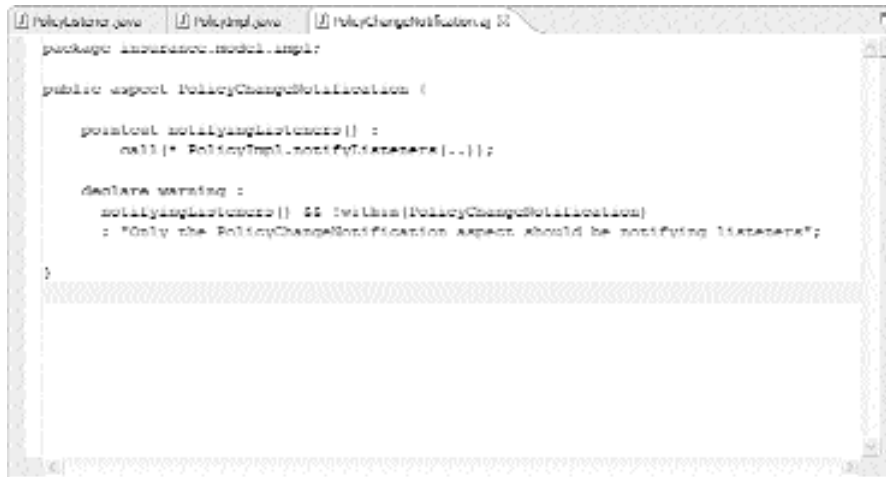 PolicyListener.java PolicyImpl.java PolicyChangeNotification.aj
package insurance.model.impl;
public aspect PolicyChangeNotification {
pointcut notifyingListeners() :
call(* PolicyImpl.notifyListeners(..));
declare warning :
notifyingListeners() && !within(PolicyChangeNotification)
: "Only the PolicyChangeNotification aspect should be notifying listeners";
}